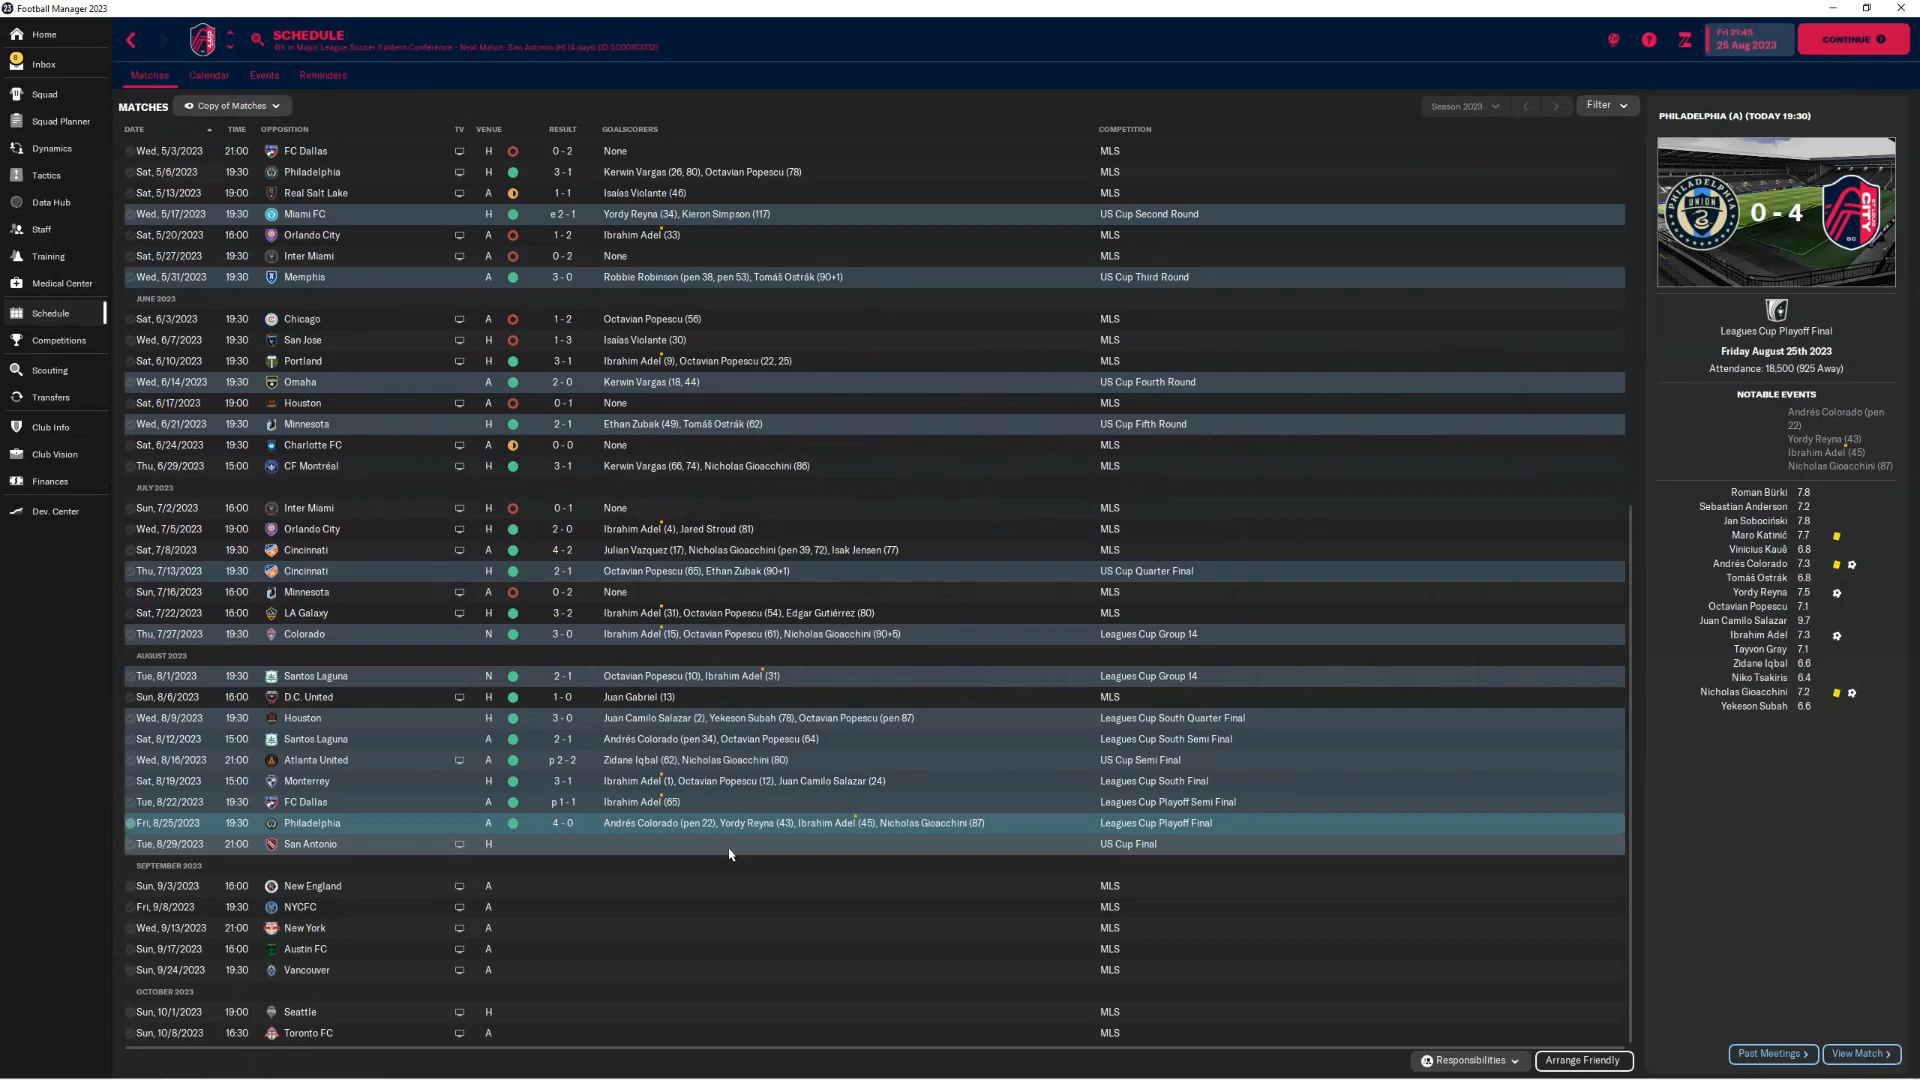 Football Manager 2023
Home
8
Inbox
Squad
Squad Planner
Dynamics
Tactics
Data Hub
Staff
Training
Medical Center
Schedule
Competitions
Scouting
Transfers
Club Info
Club Vision
Finances
Dev. Center
SCHEDULE
4th in Major League Soccer Eastern Conference - Next Match: San Antonio (H) (4 days) (ID:2000153732)
Fri 21:45
25 Aug 2023
CONTINUE
Matches Calendar Events Reminders
MATCHES Copy of Matches
Season 2023 Filter
DATE TIME OPPOSITION TV VENUE RESULT GOALSCORERS COMPETITION
Wed, 5/3/2023 21:00 FC Dallas H 0 - 2 None MLS
Sat, 5/6/2023 19:30 Philadelphia H 3 - 1 Kerwin Vargas (26, 80), Octavian Popescu (78) MLS
Sat, 5/13/2023 19:00 Real Salt Lake A 1 - 1 Isaías Violante (46) MLS
Wed, 5/17/2023 19:30 Miami FC H e 2 - 1 Yordy Reyna (34), Kieron Simpson (117) US Cup Second Round
Sat, 5/20/2023 16:00 Orlando City A 1 - 2 Ibrahim Adel (33) MLS
Sat, 5/27/2023 19:30 Inter Miami A 0 - 2 None MLS
Wed, 5/31/2023 19:30 Memphis A 3 - 0 Robbie Robinson (pen 38, pen 53), Tomáš Ostrák (90+1) US Cup Third Round
JUNE 2023
Sat, 6/3/2023 19:30 Chicago A 1 - 2 Octavian Popescu (56) MLS
Wed, 6/7/2023 19:30 San Jose H 1 - 3 Isaías Violante (30) MLS
Sat, 6/10/2023 19:30 Portland H 3 - 1 Ibrahim Adel (9), Octavian Popescu (22, 25) MLS
Wed, 6/14/2023 19:30 Omaha A 2 - 0 Kerwin Vargas (18, 44) US Cup Fourth Round
Sat, 6/17/2023 19:00 Houston A 0 - 1 None MLS
Wed, 6/21/2023 19:30 Minnesota H 2 - 1 Ethan Zubak (49), Tomáš Ostrák (62) US Cup Fifth Round
Sat, 6/24/2023 19:30 Charlotte FC A 0 - 0 None MLS
Thu, 6/29/2023 15:00 CF Montréal H 3 - 1 Kerwin Vargas (66, 74), Nicholas Gioacchini (86) MLS
JULY 2023
Sun, 7/2/2023 16:00 Inter Miami H 0 - 1 None MLS
Wed, 7/5/2023 19:00 Orlando City H 2 - 0 Ibrahim Adel (4), Jared Stroud (81) MLS
Sat, 7/8/2023 19:30 Cincinnati A 4 - 2 Julian Vazquez (17), Nicholas Gioacchini (pen 39, 72), Isak Jensen (77) MLS
Thu, 7/13/2023 19:30 Cincinnati H 2 - 1 Octavian Popescu (65), Ethan Zubak (90+1) US Cup Quarter Final
Sun, 7/16/2023 16:00 Minnesota A 0 - 2 None MLS
Sat, 7/22/2023 16:00 LA Galaxy H 3 - 2 Ibrahim Adel (31), Octavian Popescu (54), Edgar Gutiérrez (80) MLS
Thu, 7/27/2023 19:30 Colorado N 3 - 0 Ibrahim Adel (15), Octavian Popescu (61), Nicholas Gioacchini (90+5) Leagues Cup Group 14
AUGUST 2023
Tue, 8/1/2023 19:30 Santos Laguna N 2 - 1 Octavian Popescu (10), Ibrahim Adel (31) Leagues Cup Group 14
Sun, 8/6/2023 16:00 D.C. United H 1 - 0 Juan Gabriel (13) MLS
Wed, 8/9/2023 19:30 Houston H 3 - 0 Juan Camilo Salazar (2), Yekeson Subah (78), Octavian Popescu (pen 87) Leagues Cup South Quarter Final
Sat, 8/12/2023 15:00 Santos Laguna A 2 - 1 Andrés Colorado (pen 34), Octavian Popescu (64) Leagues Cup South Semi Final
Wed, 8/16/2023 21:00 Atlanta United A p 2 - 2 Zidane Iqbal (62), Nicholas Gioacchini (80) US Cup Semi Final
Sat, 8/19/2023 15:00 Monterrey H 3 - 1 Ibrahim Adel (1), Octavian Popescu (12), Juan Camilo Salazar (24) Leagues Cup South Final
Tue, 8/22/2023 19:30 FC Dallas A p 1 - 1 Ibrahim Adel (65) Leagues Cup Playoff Semi Final
Fri, 8/25/2023 19:30 Philadelphia A 4 - 0 Andrés Colorado (pen 22), Yordy Reyna (43), Ibrahim Adel (45), Nicholas Gioacchini (87) Leagues Cup Playoff Final
Tue, 8/29/2023 21:00 San Antonio H US Cup Final
SEPTEMBER 2023
Sun, 9/3/2023 16:00 New England A MLS
Fri, 9/8/2023 19:30 NYCFC A MLS
Wed, 9/13/2023 21:00 New York A MLS
Sun, 9/17/2023 16:00 Austin FC A MLS
Sun, 9/24/2023 19:30 Vancouver A MLS
OCTOBER 2023
Sun, 10/1/2023 19:00 Seattle H MLS
Sun, 10/8/2023 16:30 Toronto FC A MLS
Responsibilities Arrange Friendly
PHILADELPHIA (A) (TODAY 19:30)
0 - 4
Leagues Cup Playoff Final
Friday August 25th 2023
Attendance: 18,500 (925 Away)
NOTABLE EVENTS
Andrés Colorado (pen
22)
Yordy Reyna (43)
Ibrahim Adel (45)
Nicholas Gioacchini (87)
Roman Bürki 7.8
Sebastian Anderson 7.2
Jan Sobociński 7.8
Maro Katinić 7.7
Vinicius Kauê 6.8
Andrés Colorado 7.3
Tomáš Ostrák 6.8
Yordy Reyna 7.5
Octavian Popescu 7.1
Juan Camilo Salazar 9.7
Ibrahim Adel 7.3
Tayvon Gray 7.1
Zidane Iqbal 6.6
Niko Tsakiris 6.4
Nicholas Gioacchini 7.2
Yekeson Subah 6.6
Past Meetings > View Match >